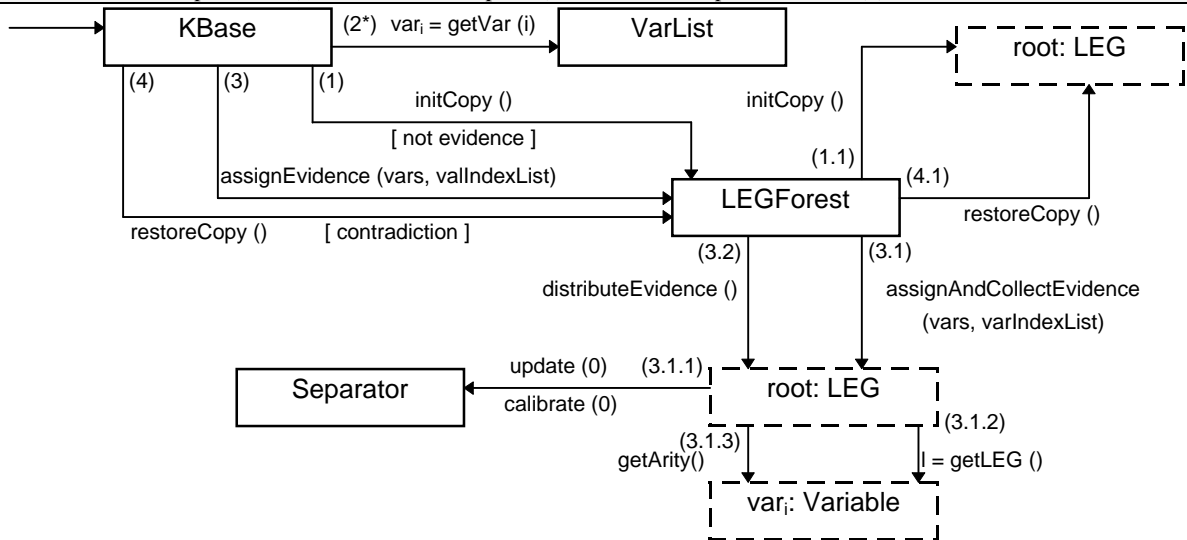 KBase
(2*) varᵢ = getVar (i)
VarList
root: LEG
(4)
(3)
(1)
initCopy ()
initCopy ()
[ not evidence ]
(1.1)
assignEvidence (vars, valIndexList)
(4.1)
LEGForest
restoreCopy ()
restoreCopy ()
[ contradiction ]
(3.2)
(3.1)
distributeEvidence ()
assignAndCollectEvidence
(vars, varIndexList)
update (0)
(3.1.1)
Separator
root: LEG
calibrate (0)
(3.1.2)
(3.1.3)
getArity()
l = getLEG ()
varᵢ: Variable